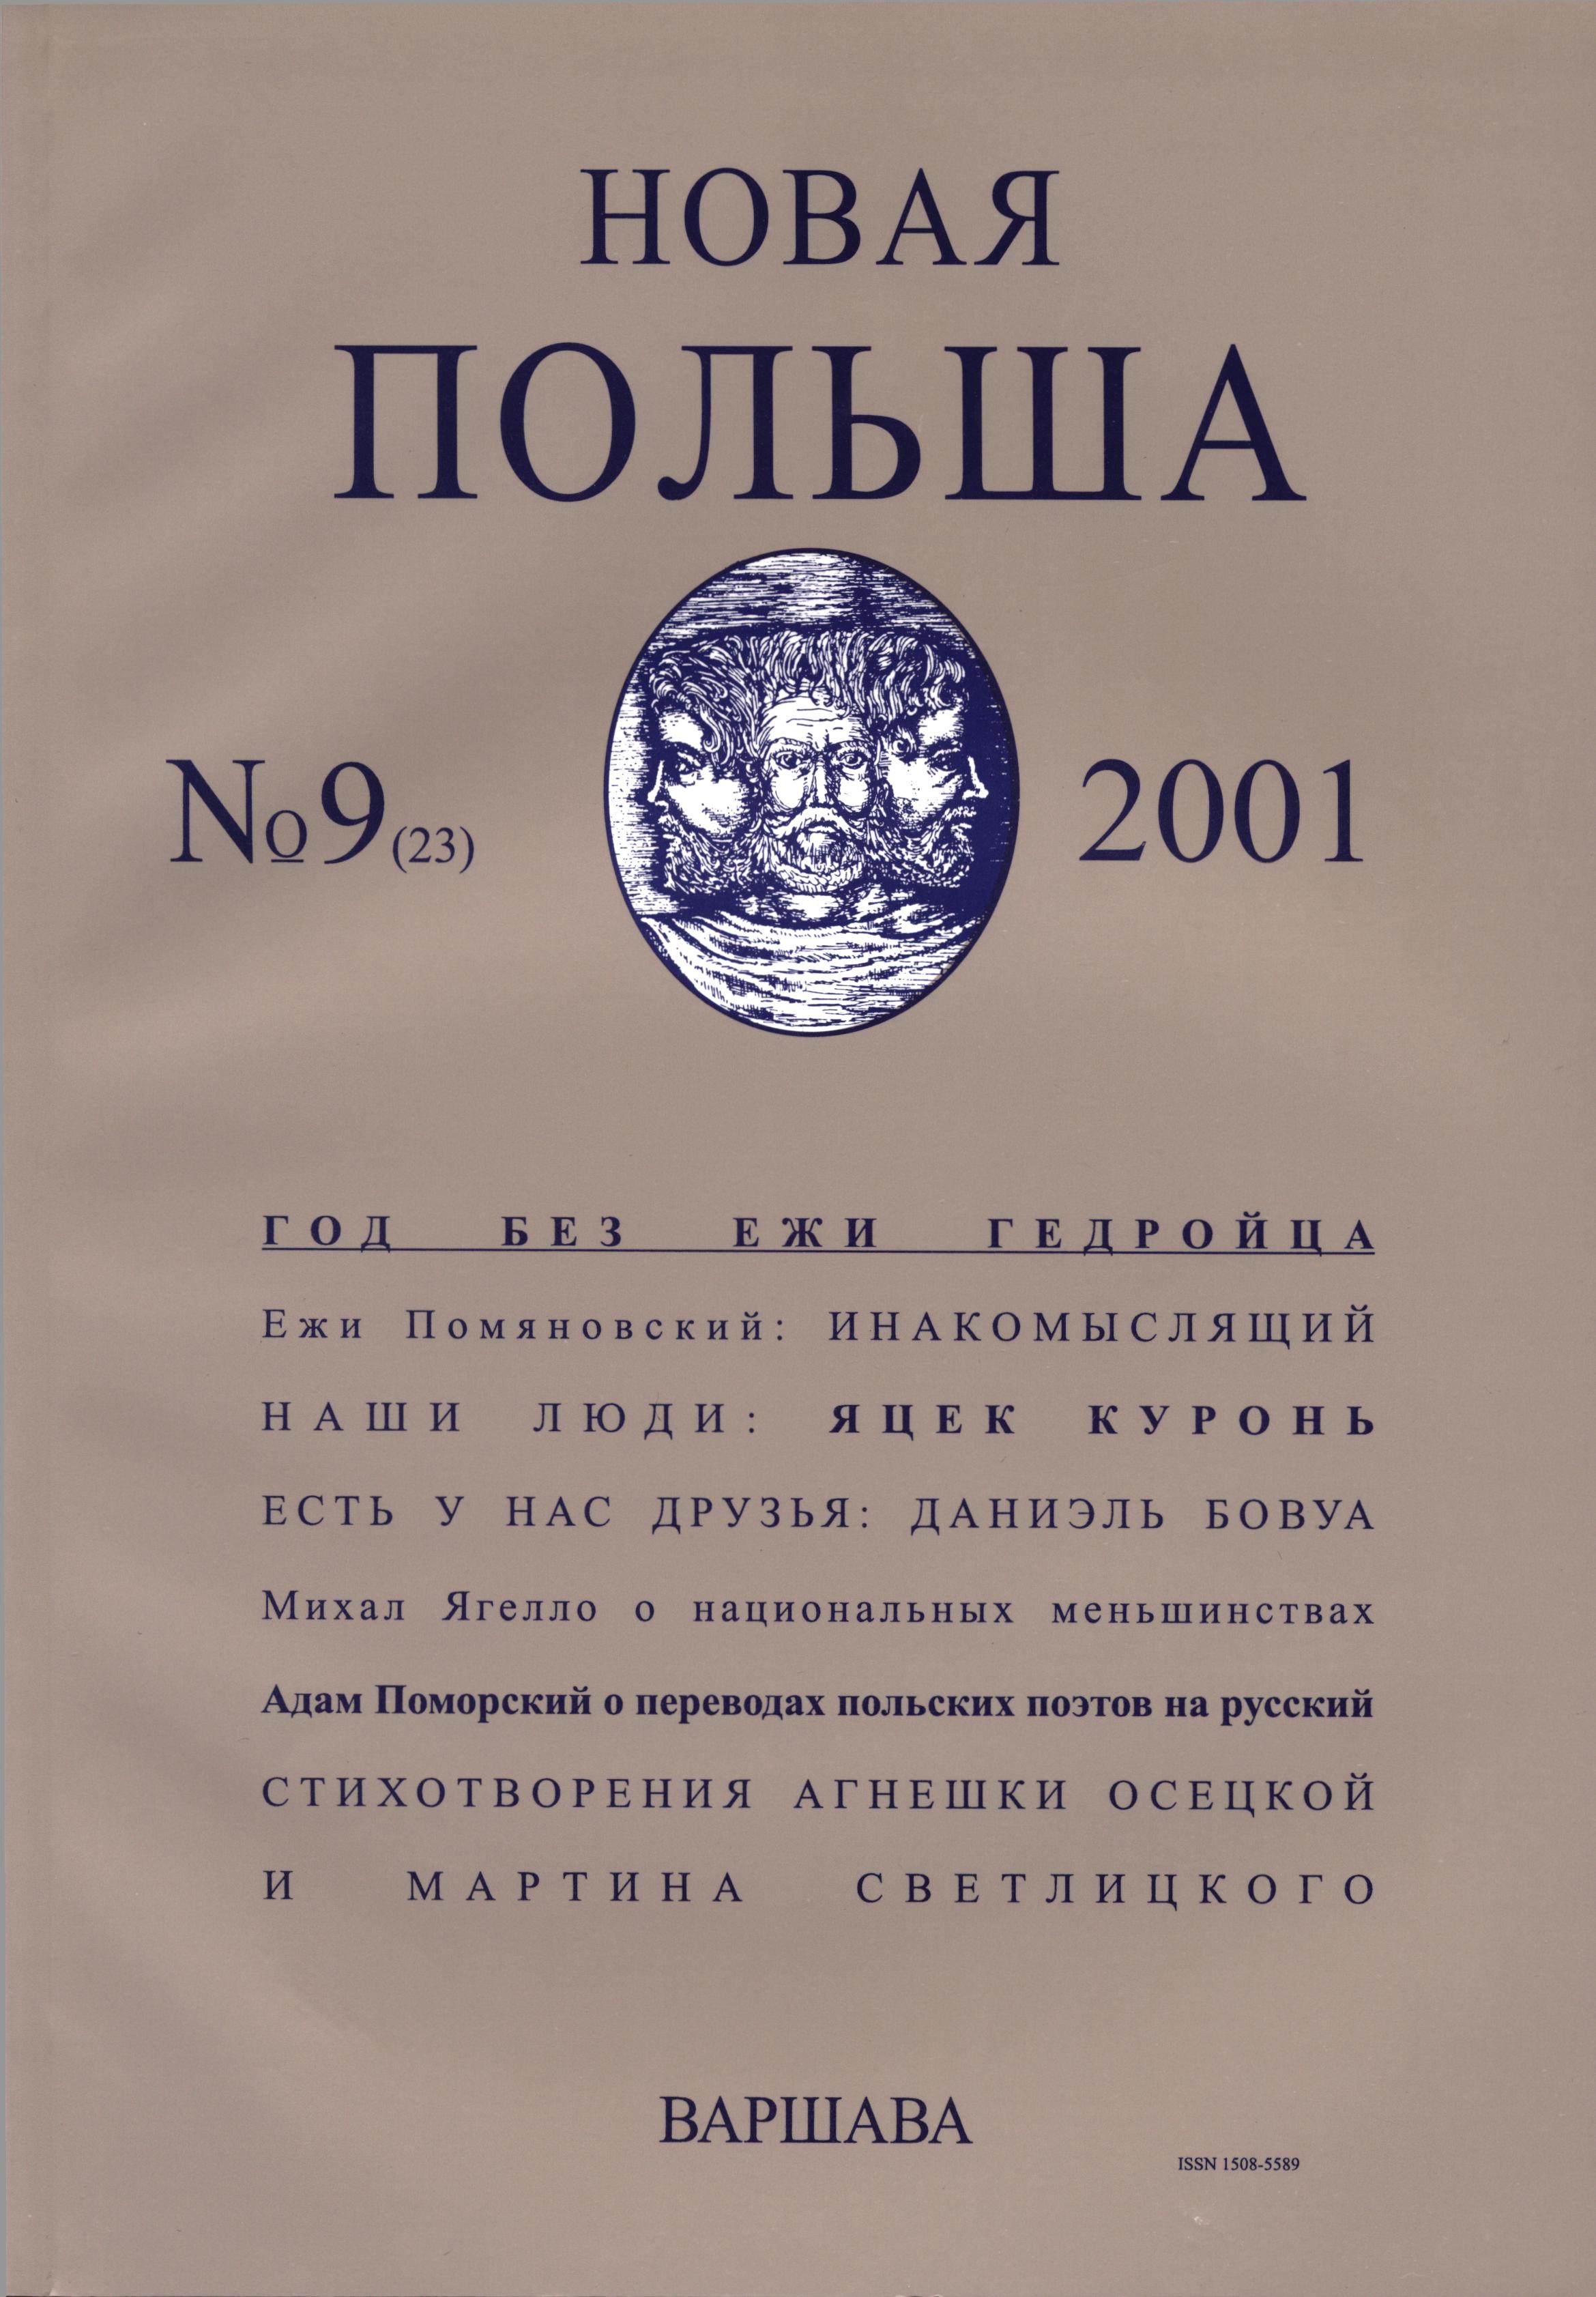 НОВАЯ
ПОЛЬША
№9(23)
2001
ГОД БЕЗ ЕЖИ ГЕДРОЙЦА
Ежи Помяновский: ИНАКОМЫСЛЯЩИЙ
НАШИ ЛЮДИ: ЯЦЕК КУРОНЬ
ЕСТЬ У НАС ДРУЗЬЯ: ДАНИЭЛЬ БОВУА
Михал Ягелло о национальных меньшинствах
Адам Поморский о переводах польских поэтов на русский
СТИХОТВОРЕНИЯ АГНЕШКИ ОСЕЦКОЙ
И МАРТИНА СВЕТЛИЦКОГО
ВАРШАВА
ISSN 1508-5589